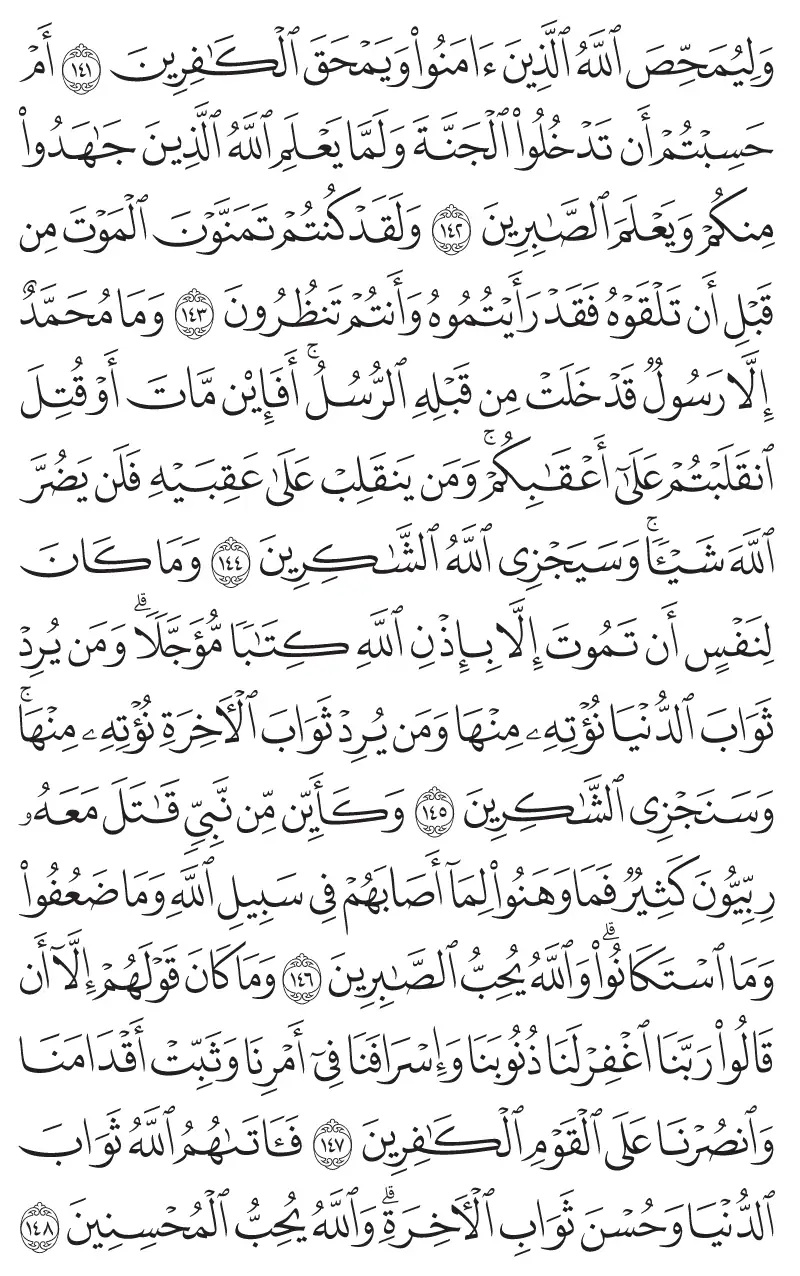 وَلِيُمَحِّصَ ٱللَّهُ ٱلَّذِينَ ءَامَنُواْ وَيَمْحَقَ ٱلْكَٰفِرِينَ ١٤١ أَمْ
حَسِبْتُمْ أَن تَدْخُلُواْ ٱلْجَنَّةَ وَلَمَّا يَعْلَمِ ٱللَّهُ ٱلَّذِينَ جَٰهَدُواْ
مِنكُمْ وَيَعْلَمَ ٱلصَّٰبِرِينَ ١٤٢ وَلَقَدْ كُنتُمْ تَمَنَّوْنَ ٱلْمَوْتَ مِن
قَبْلِ أَن تَلْقَوْهُ فَقَدْ رَأَيْتُمُوهُ وَأَنتُمْ تَنظُرُونَ ١٤٣ وَمَا مُحَمَّدٌ
إِلَّا رَسُولٌ قَدْ خَلَتْ مِن قَبْلِهِ ٱلرُّسُلُۚ أَفَإِيْن مَّاتَ أَوْ قُتِلَ
ٱنقَلَبْتُمْ عَلَىٰٓ أَعْقَٰبِكُمْۚ وَمَن يَنقَلِبْ عَلَىٰ عَقِبَيْهِ فَلَن يَضُرَّ
ٱللَّهَ شَيْـًٔاۚ وَسَيَجْزِى ٱللَّهُ ٱلشَّٰكِرِينَ ١٤٤ وَمَا كَانَ
لِنَفْسٍ أَن تَمُوتَ إِلَّا بِإِذْنِ ٱللَّهِ كِتَٰبًا مُّؤَجَّلًاۗ وَمَن يُرِدْ
ثَوَابَ ٱلدُّنْيَا نُؤْتِهِۦ مِنْهَا وَمَن يُرِدْ ثَوَابَ ٱلْأَخِرَةِ نُؤْتِهِۦ مِنْهَاۚ
وَسَنَجْزِى ٱلشَّٰكِرِينَ ١٤٥ وَكَأَيِّن مِّن نَّبِيٍّ قَٰتَلَ مَعَهُۥ
رِبِّيُّونَ كَثِيرٌ فَمَا وَهَنُواْ لِمَآ أَصَابَهُمْ فِى سَبِيلِ ٱللَّهِ وَمَا ضَعُفُواْ
وَمَا ٱسْتَكَانُواْۗ وَٱللَّهُ يُحِبُّ ٱلصَّٰبِرِينَ ١٤٦ وَمَا كَانَ قَوْلَهُمْ إِلَّآ أَن
قَالُواْ رَبَّنَا ٱغْفِرْ لَنَا ذُنُوبَنَا وَإِسْرَافَنَا فِىٓ أَمْرِنَا وَثَبِّتْ أَقْدَامَنَا
وَٱنصُرْنَا عَلَى ٱلْقَوْمِ ٱلْكَٰفِرِينَ ١٤٧ فَـَٔاتَىٰهُمُ ٱللَّهُ ثَوَابَ
ٱلدُّنْيَا وَحُسْنَ ثَوَابِ ٱلْأَخِرَةِۗ وَٱللَّهُ يُحِبُّ ٱلْمُحْسِنِينَ ١٤٨